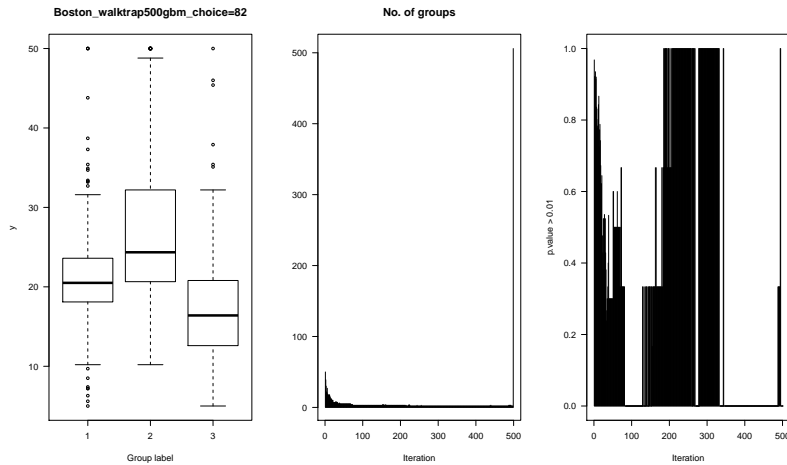 Boston_walktrap500gbm_choice=82
50
40
30
20
10
y
1 2 3
Group label
No. of groups
500
400
300
200
100
0
0 100 200 300 400 500
Iteration
1.0
0.8
0.6
0.4
0.2
0.0
p.value > 0.01
0 100 200 300 400 500
Iteration